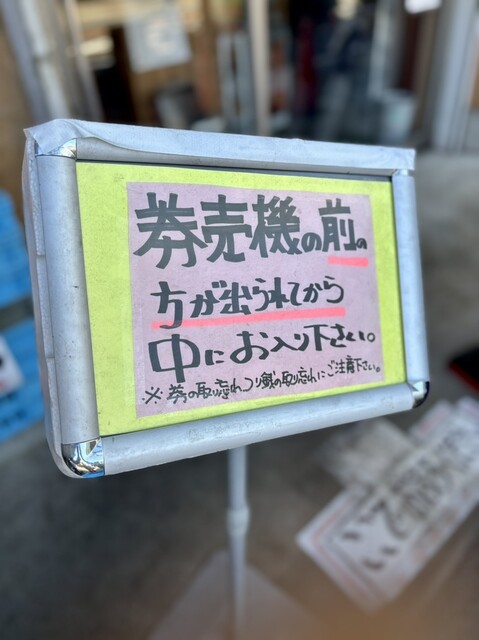 券売機の前の
方が出られてから
中にお入り下さい。
※券の取り忘れ、つり銭の取り忘れにご注意下さい。